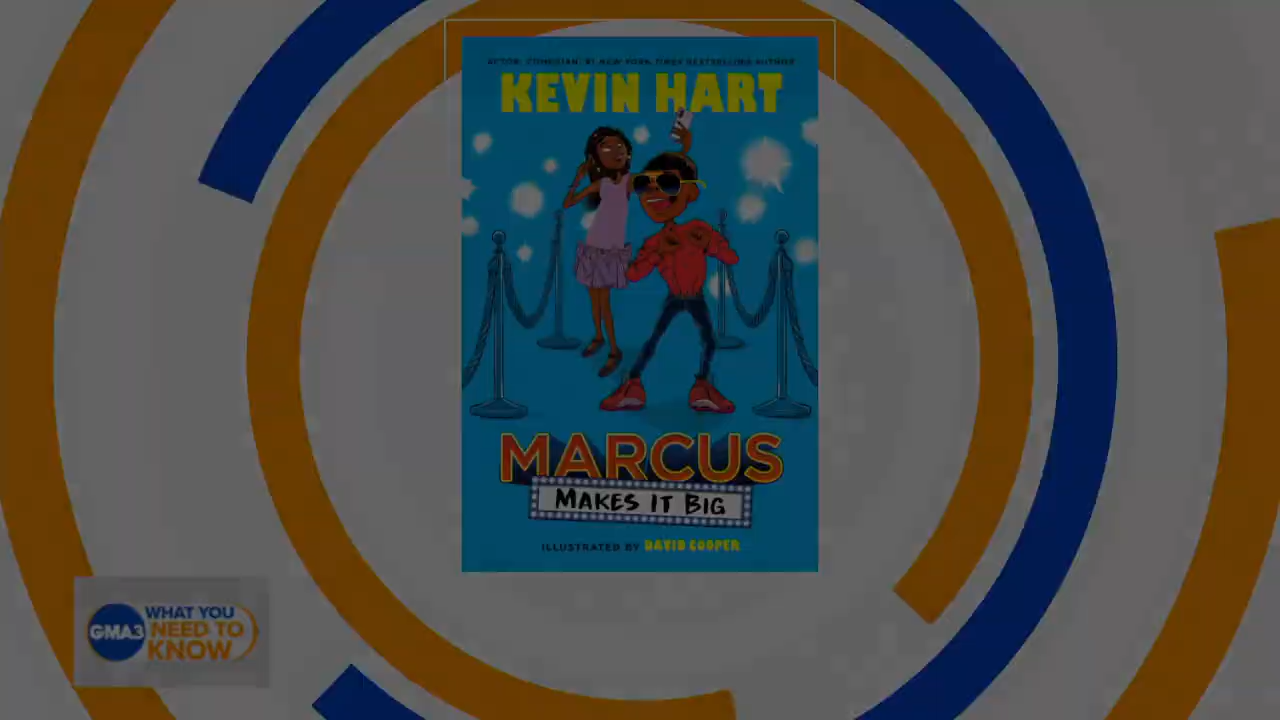 ACTOR, COMEDIAN, #1 NEW YORK TIMES BESTSELLING AUTHOR
KEVIN HART
MARCUS
MAKES IT BIG
ILLUSTRATED BY DAVID COOPER
GMA3
WHAT YOU
NEED TO
KNOW